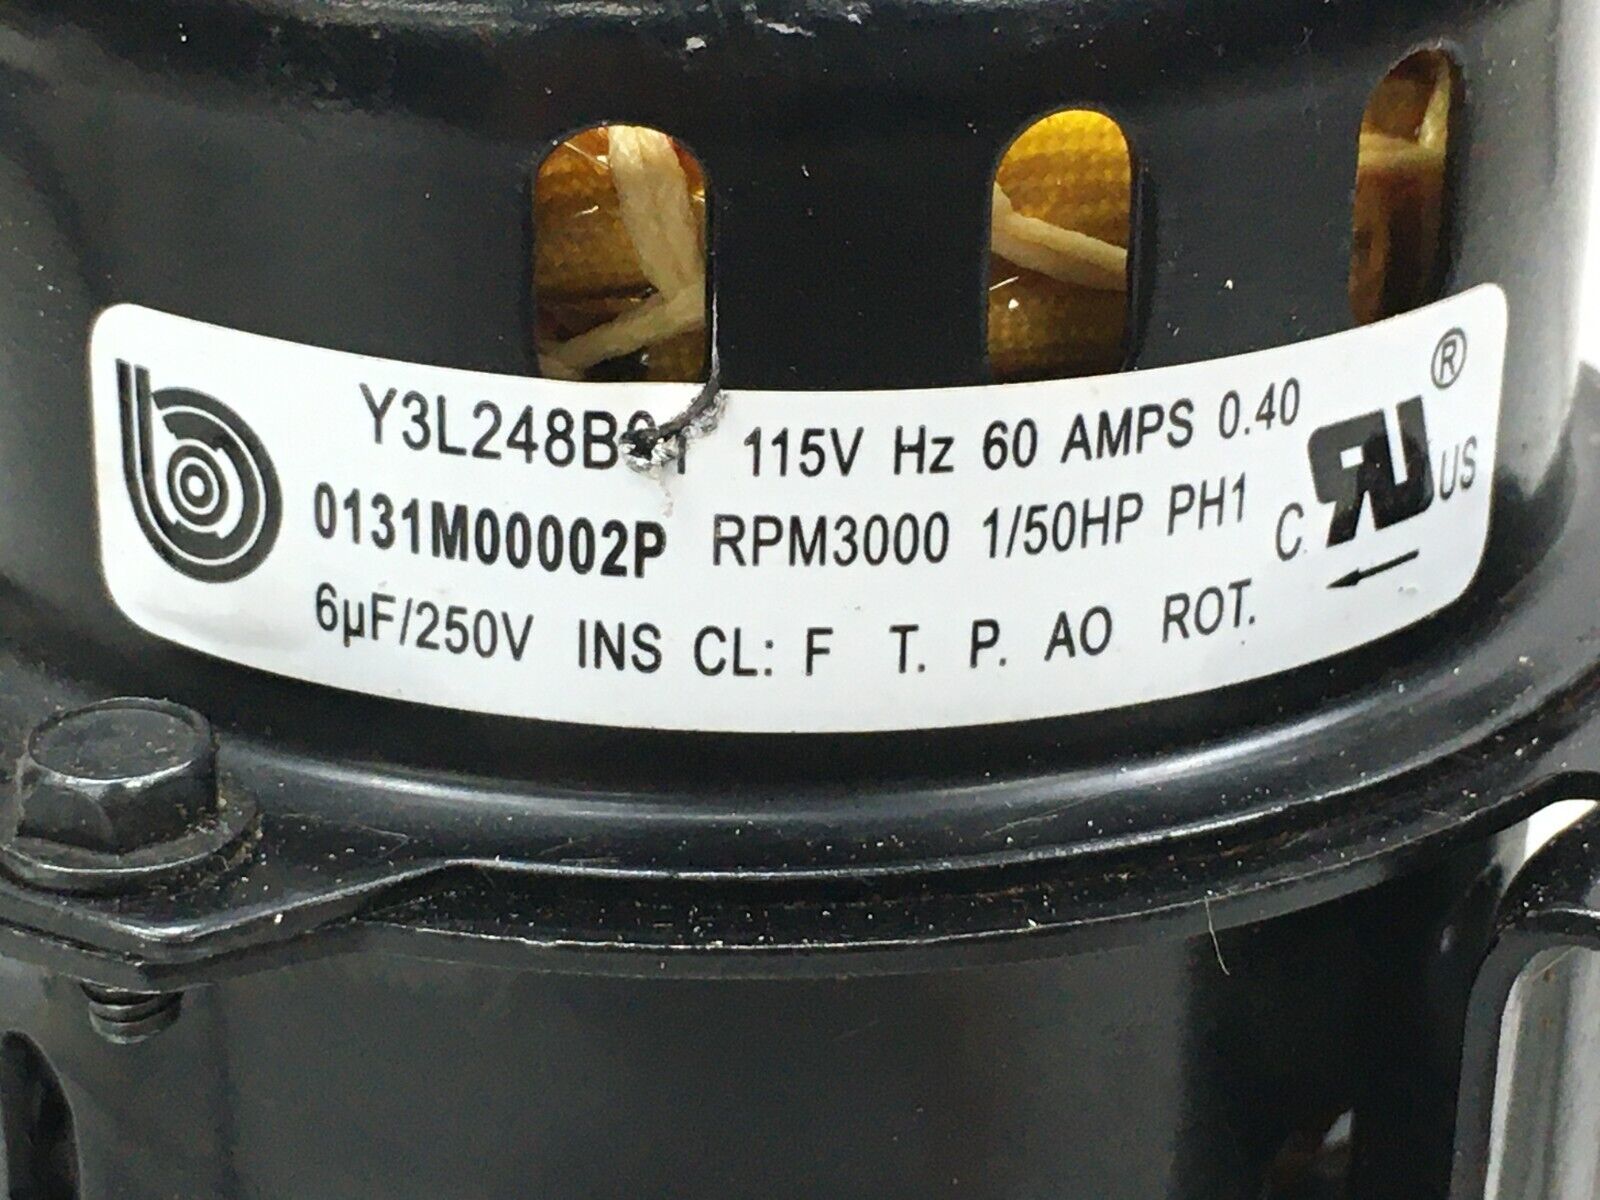 115V Hz 60 AMPS 0.40
0131M00002P RPM3000 1/50HP PH1
6µF/250V INS CL: F T. P. AO ROT.
C US ®